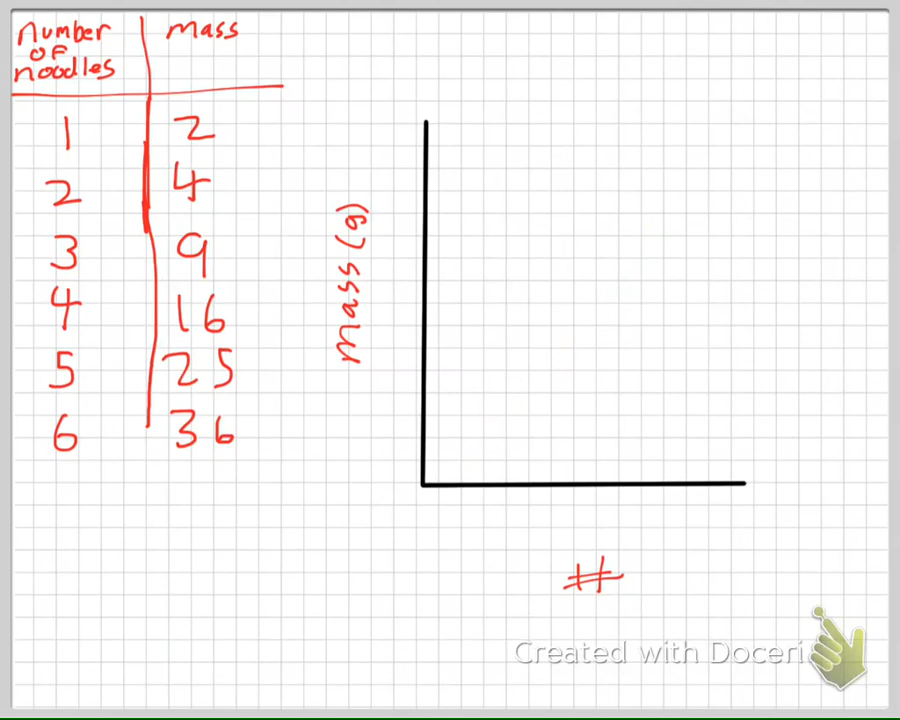 number | mass
of
noodles
1 2
2 4
3 9
4 16
5 25
6 36
mass (g)
#
Created with Doceri